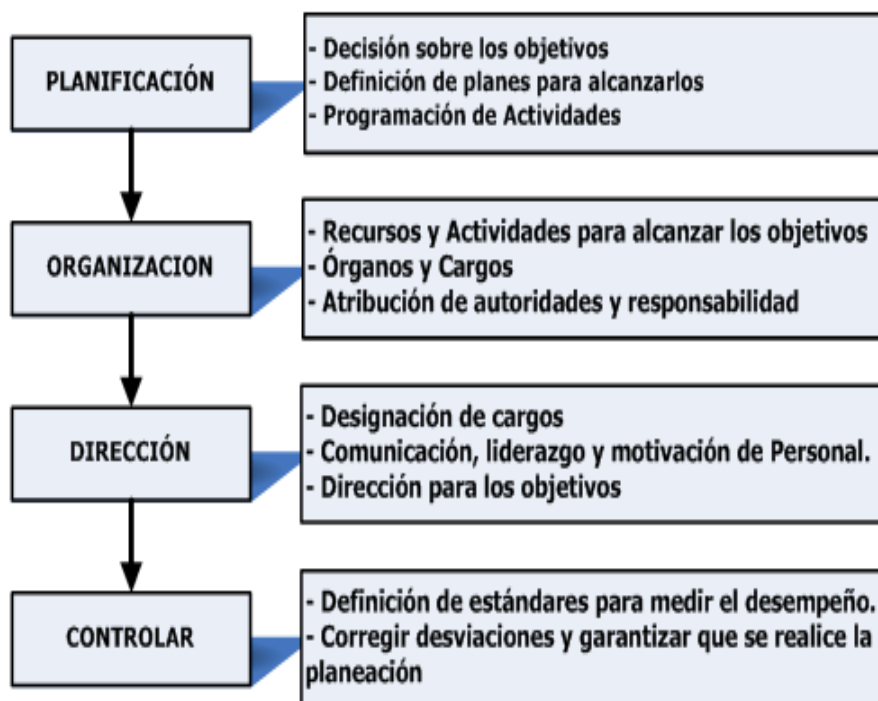 PLANIFICACIÓN
- Decisión sobre los objetivos
- Definición de planes para alcanzarlos
- Programación de Actividades
ORGANIZACION
- Recursos y Actividades para alcanzar los objetivos
- Órganos y Cargos
- Atribución de autoridades y responsabilidad
DIRECCIÓN
- Designación de cargos
- Comunicación, liderazgo y motivación de Personal.
- Dirección para los objetivos
CONTROLAR
- Definición de estándares para medir el desempeño.
- Corregir desviaciones y garantizar que se realice la
planeación